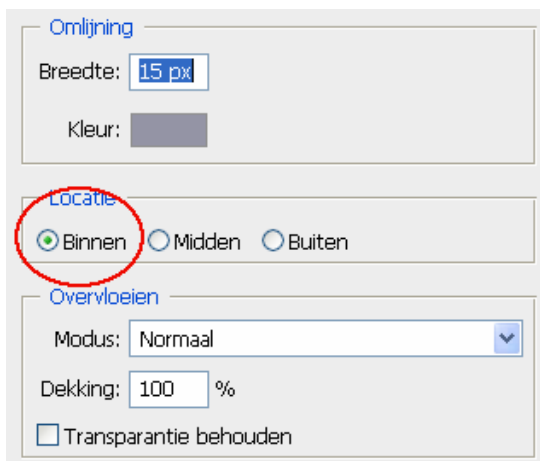 Omlijning
Breedte: 15 px
Kleur:
Locatie
Binnen Midden Buiten
Overvloeien
Modus: Normaal
Dekking: 100 %
Transparantie behouden